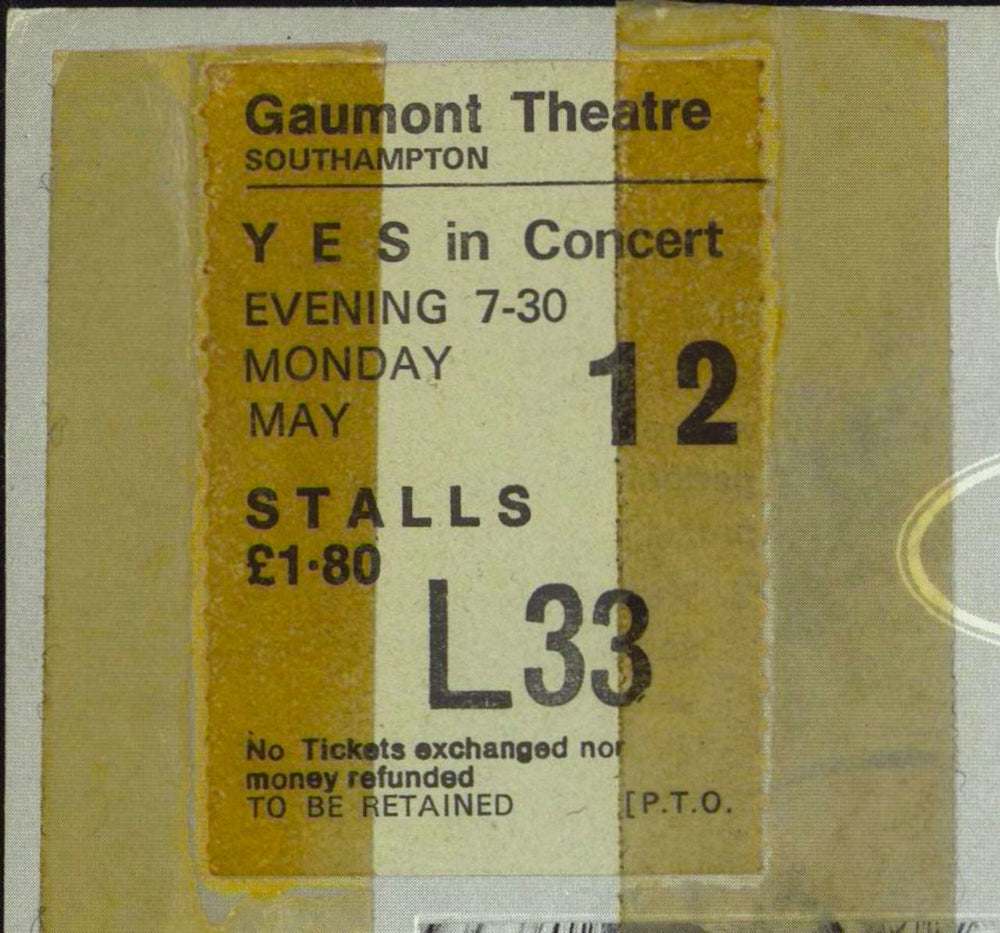 Gaumont Theatre
SOUTHAMPTON
Y E S in Concert
EVENING 7-30
MONDAY
MAY 12
STALLS
£1·80
L33
No Tickets exchanged nor
money refunded
TO BE RETAINED [P.T.O.